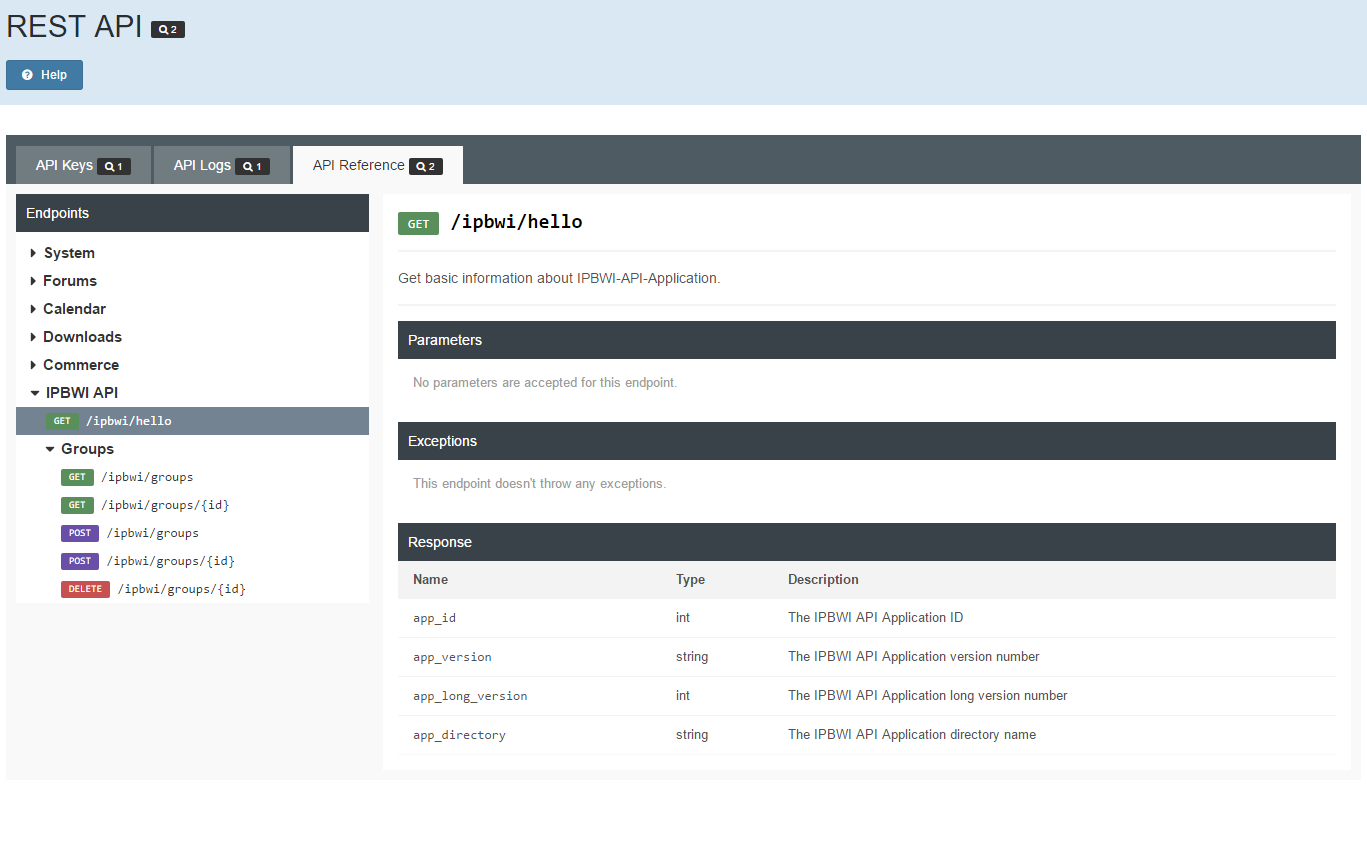 REST API 2
Help
API Keys 1 API Logs 1 API Reference 2
Endpoints
System
Forums
Calendar
Downloads
Commerce
IPBWI API
GET /ipbwi/hello
Groups
GET /ipbwi/groups
GET /ipbwi/groups/{id}
POST /ipbwi/groups
POST /ipbwi/groups/{id}
DELETE /ipbwi/groups/{id}
GET /ipbwi/hello
Get basic information about IPBWI-API-Application.
Parameters
No parameters are accepted for this endpoint.
Exceptions
This endpoint doesn't throw any exceptions.
Response
Name Type Description
app_id int The IPBWI API Application ID
app_version string The IPBWI API Application version number
app_long_version int The IPBWI API Application long version number
app_directory string The IPBWI API Application directory name